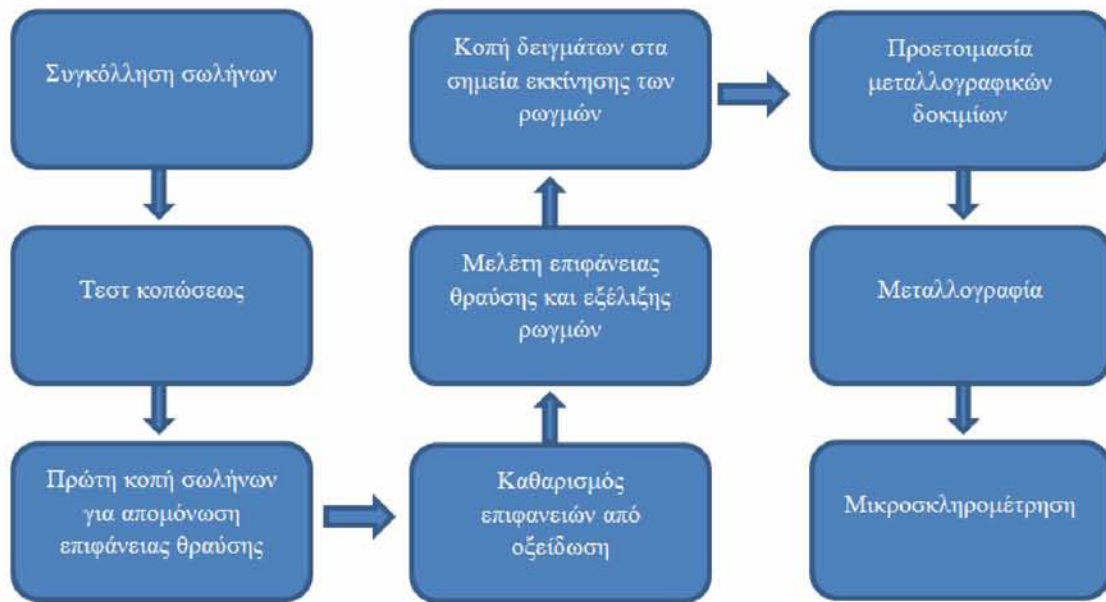 Συγκόλληση σωλήνων
Τεστ κοπώσεως
Πρώτη κοπή σωλήνων
για απομόνωση
επιφάνειας θραύσης
Καθαρισμός
επιφανειών από
οξείδωση
Μελέτη επιφάνειας
θραύσης και εξέλιξης
ρωγμών
Κοπή δειγμάτων στα
σημεία εκκίνησης των
ρωγμών
Προετοιμασία
μεταλλογραφικών
δοκιμίων
Μεταλλογραφία
Μικροσκληρομέτρηση